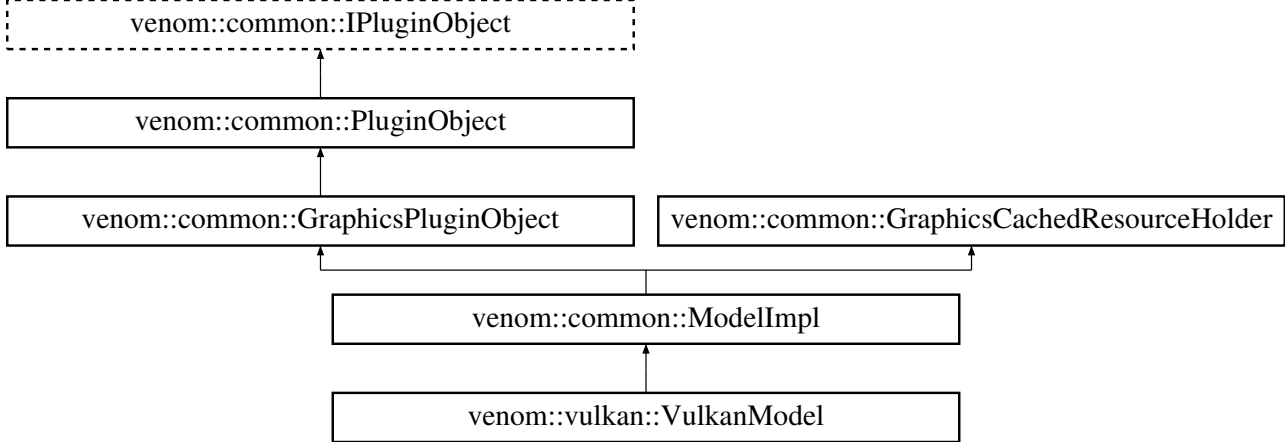 venom::common::IPluginObject
venom::common::PluginObject
venom::common::GraphicsPluginObject
venom::common::GraphicsCachedResourceHolder
venom::common::ModelImpl
venom::vulkan::VulkanModel